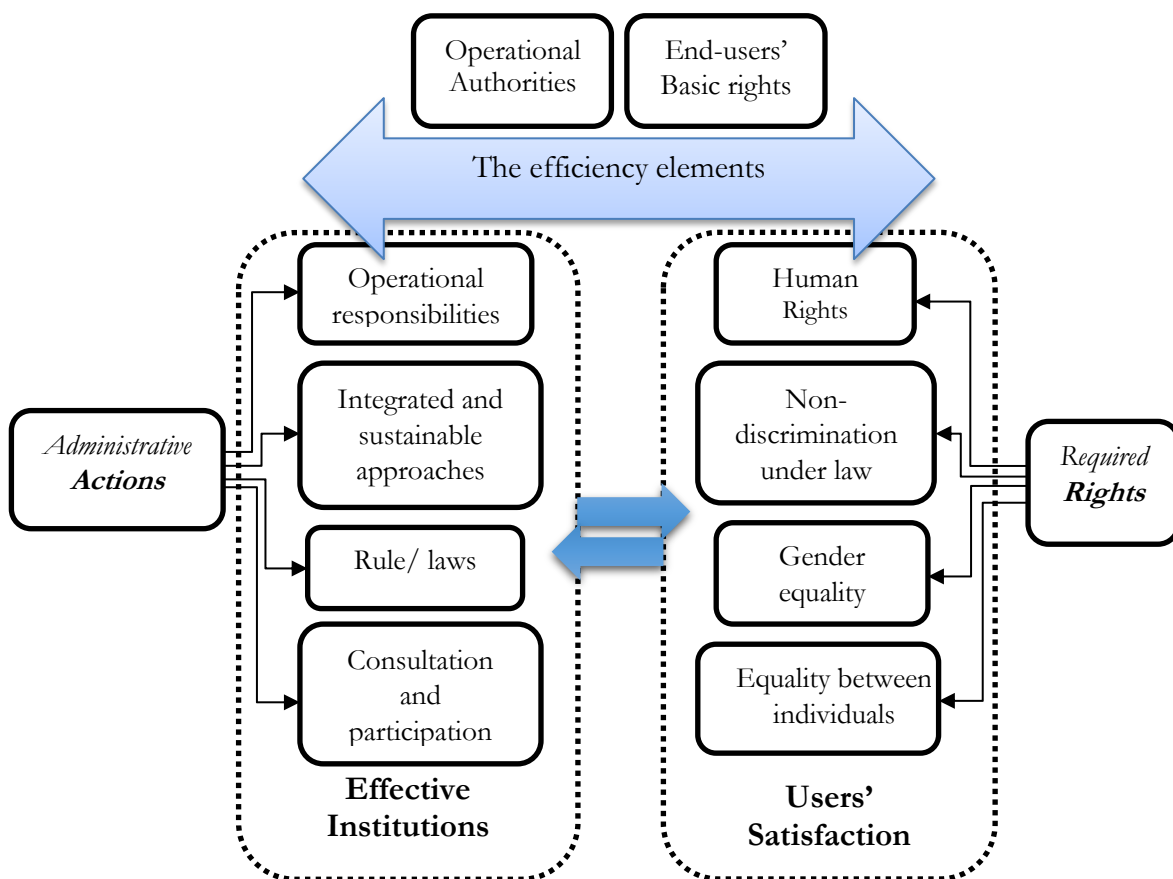 Operational
Authorities
End-users’
Basic rights
The efficiency elements
Administrative
Actions
Operational
responsibilities
Integrated and
sustainable
approaches
Rule/ laws
Consultation
and
participation
Effective
Institutions
Human
Rights
Non-
discrimination
under law
Gender
equality
Equality between
individuals
Users’
Satisfaction
Required
Rights